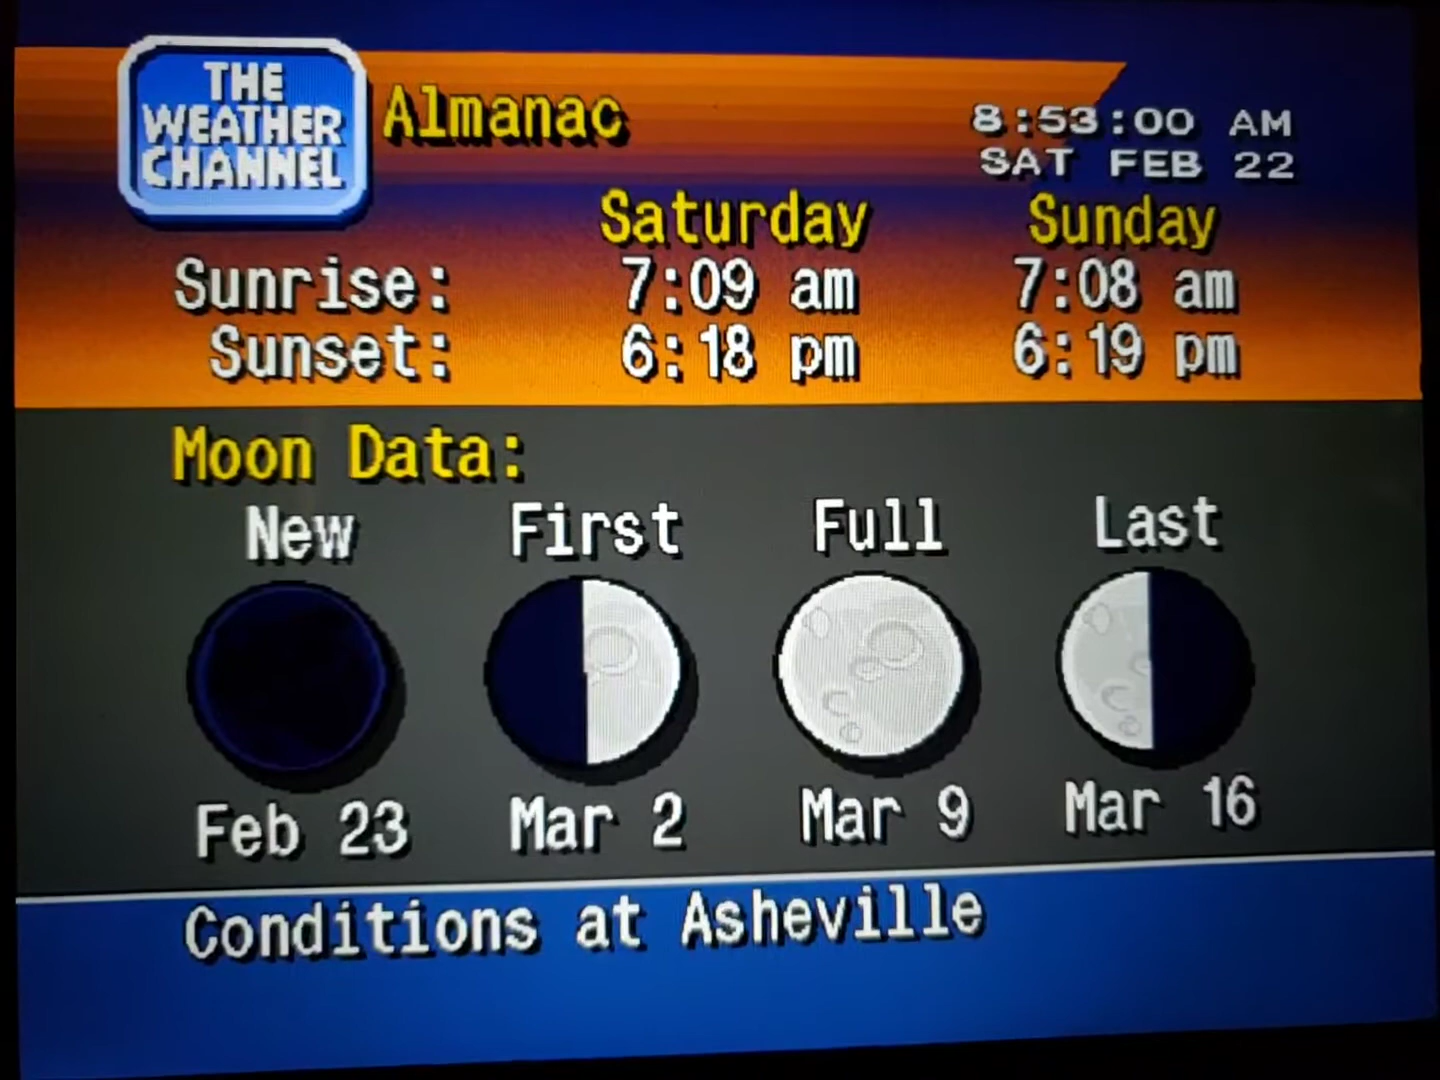 THE
WEATHER
CHANNEL
Almanac
8:53:00 AM
SAT FEB 22
Saturday Sunday
Sunrise: 7:09 am 7:08 am
Sunset: 6:18 pm 6:19 pm
Moon Data:
New First Full Last
Feb 23 Mar 2 Mar 9 Mar 16
Conditions at Asheville